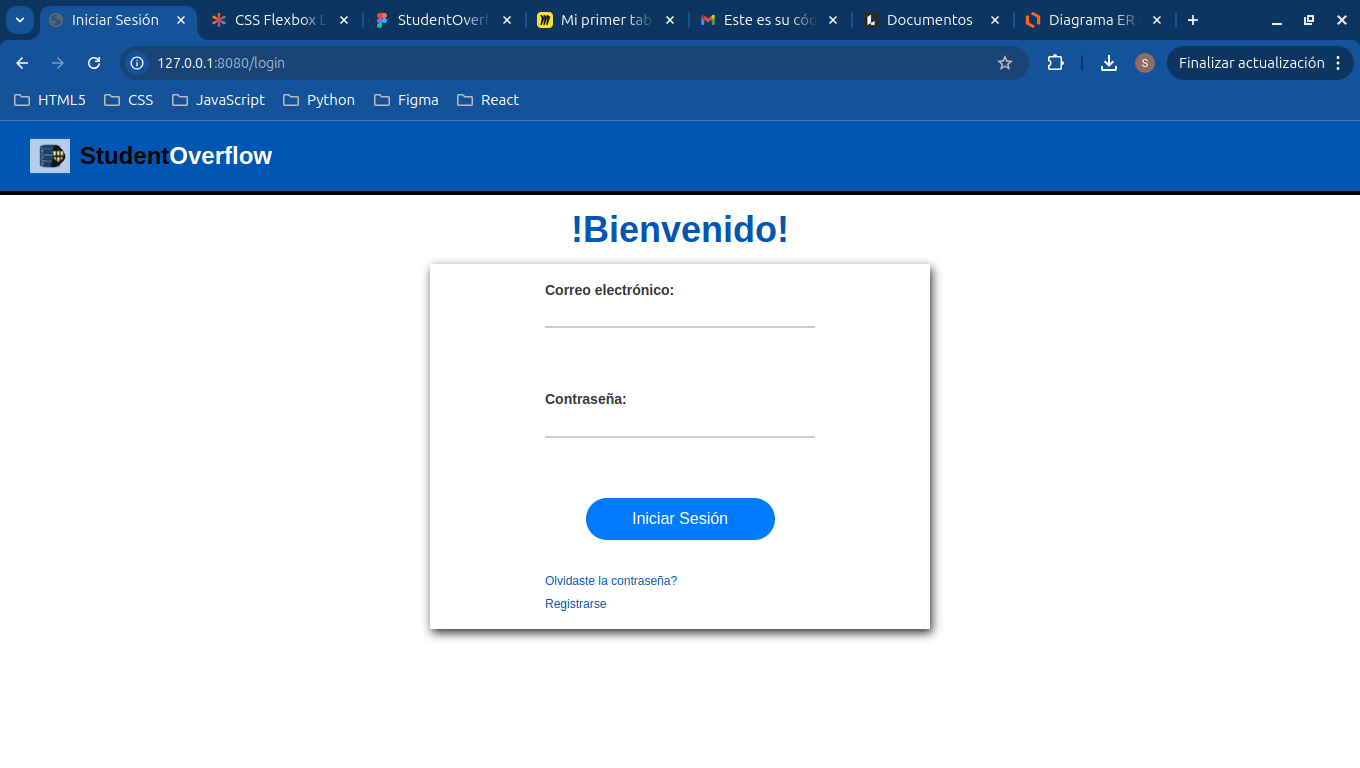 Iniciar Sesión CSS Flexbox StudentOverf Mi primer tab Este es su cód Documentos Diagrama ER
127.0.0.1:8080/login S Finalizar actualización
HTML5 CSS JavaScript Python Figma React
StudentOverflow
!Bienvenido!
Correo electrónico:
Contraseña:
Iniciar Sesión
Olvidaste la contraseña?
Registrarse